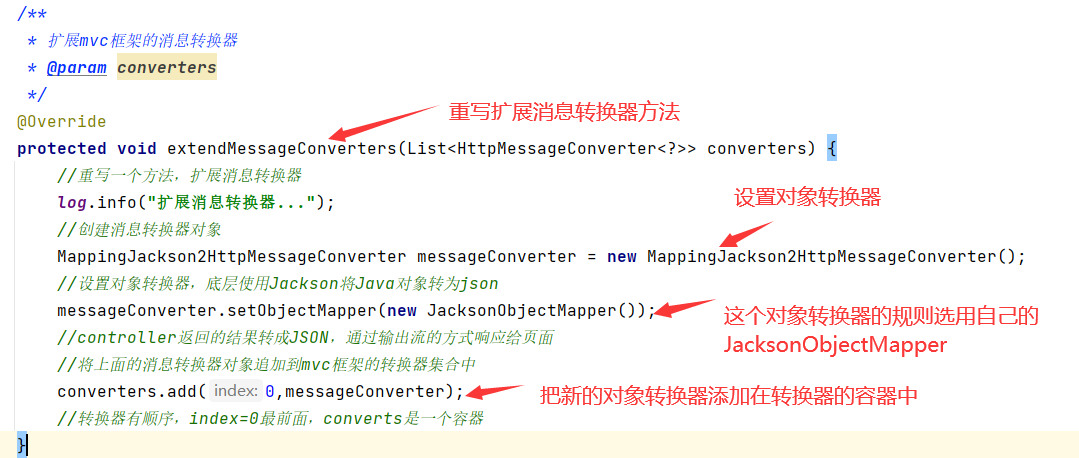 /**
 * 扩展mvc框架的消息转换器
 * @param converters
 */
@Override
重写扩展消息转换器方法
protected void extendMessageConverters(List<HttpMessageConverter<?>> converters) {
//重写一个方法，扩展消息转换器
log.info("扩展消息转换器...");
设置对象转换器
//创建消息转换器对象
MappingJackson2HttpMessageConverter messageConverter = new MappingJackson2HttpMessageConverter();
//设置对象转换器，底层使用Jackson将Java对象转为json
messageConverter.setObjectMapper(new JacksonObjectMapper());
这个对象转换器的规则选用自己的
JacksonObjectMapper
//controller返回的结果转成JSON，通过输出流的方式响应给页面
//将上面的消息转换器对象追加到mvc框架的转换器集合中
converters.add( index: 0,messageConverter);
把新的对象转换器添加在转换器的容器中
//转换器有顺序，index=0最前面，converts是一个容器
}